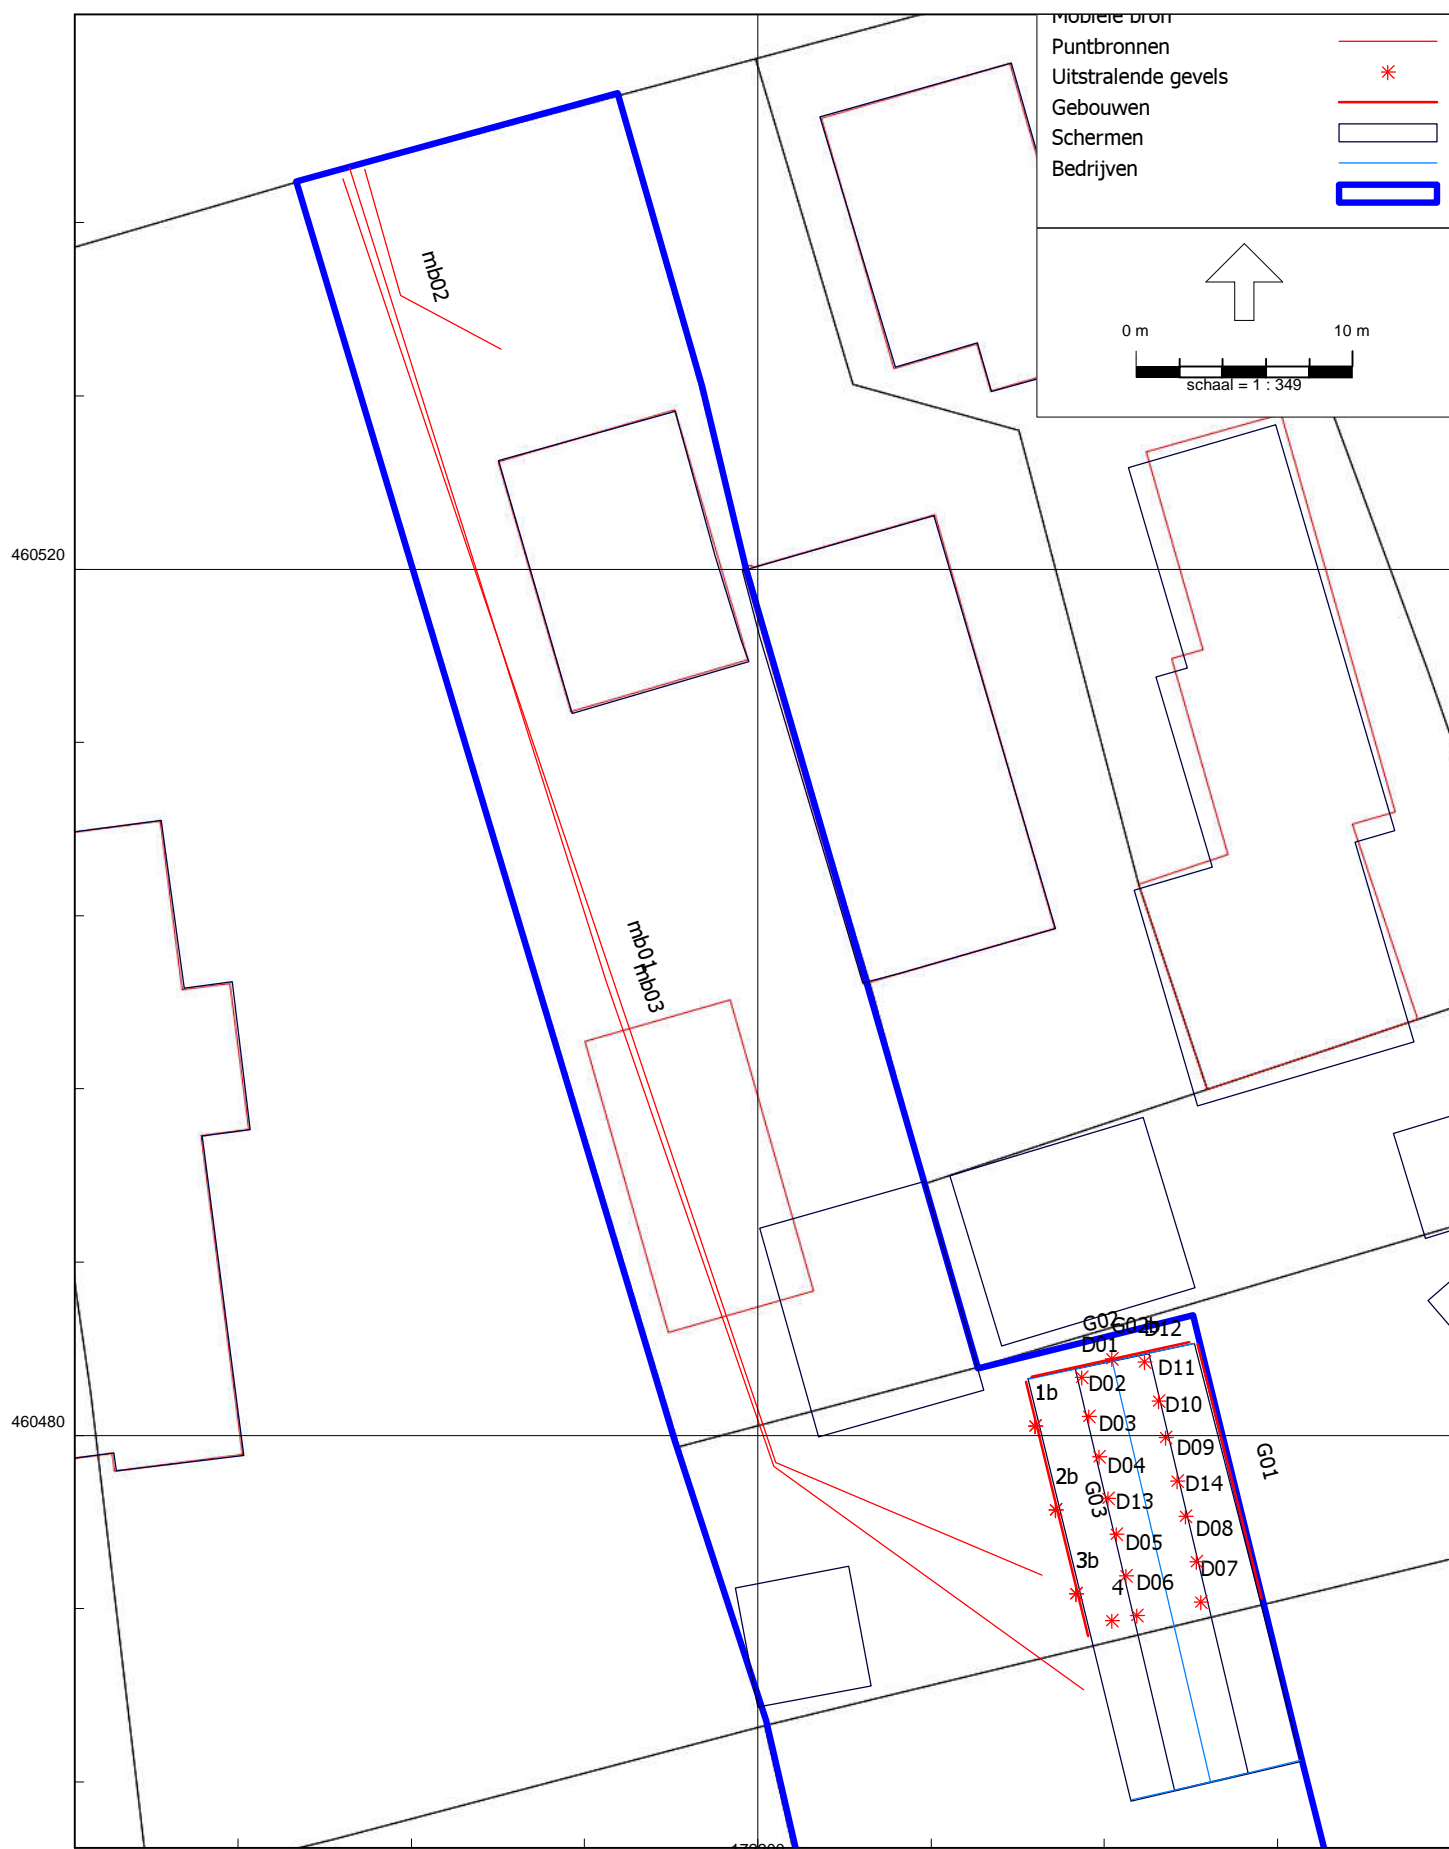 Mobiele bron
Puntbronnen
Uitstralende gevels
Gebouwen
Schermen
Bedrijven
0 m
10 m
schaal = 1 : 349
mb02
460520
mb01
mb03
G02
G02b
D12
D01
D11
1b
D02
D10
D03
D09
G01
D04
2b
D14
G03
D13
D08
D05
3b
D07
4
D06
460480